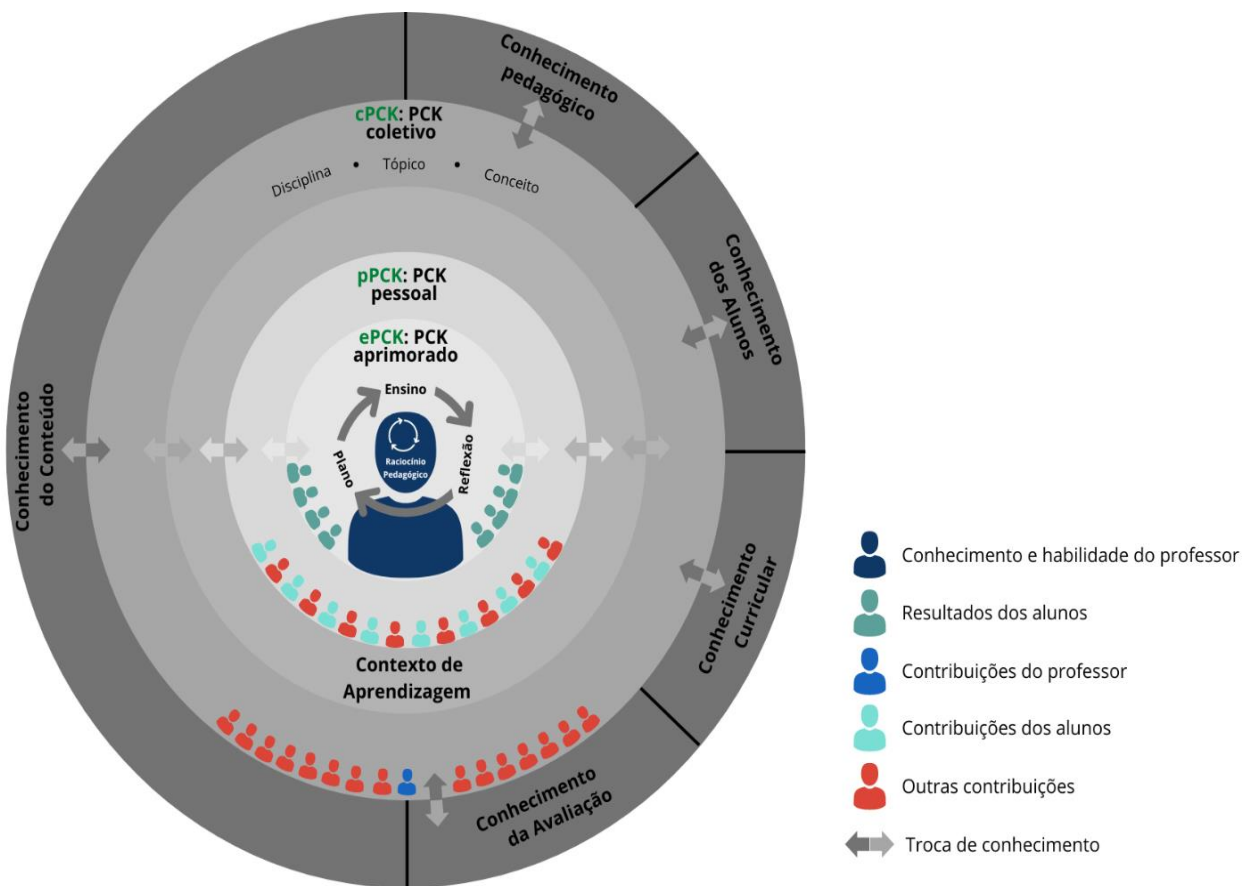 Conhecimento
pedagógico
cPCK: PCK
coletivo
Disciplina • Tópico • Conceito
Conhecimento
dos Alunos
pPCK: PCK
pessoal
ePCK: PCK
aprimorado
Ensino
Raciocínio
Pedagógico
Plano
Reflexão
Conhecimento
do Conteúdo
Conhecimento
Curricular
Contexto de
Aprendizagem
Conhecimento
da Avaliação
Conhecimento e habilidade do professor
Resultados dos alunos
Contribuições do professor
Contribuições dos alunos
Outras contribuições
Troca de conhecimento